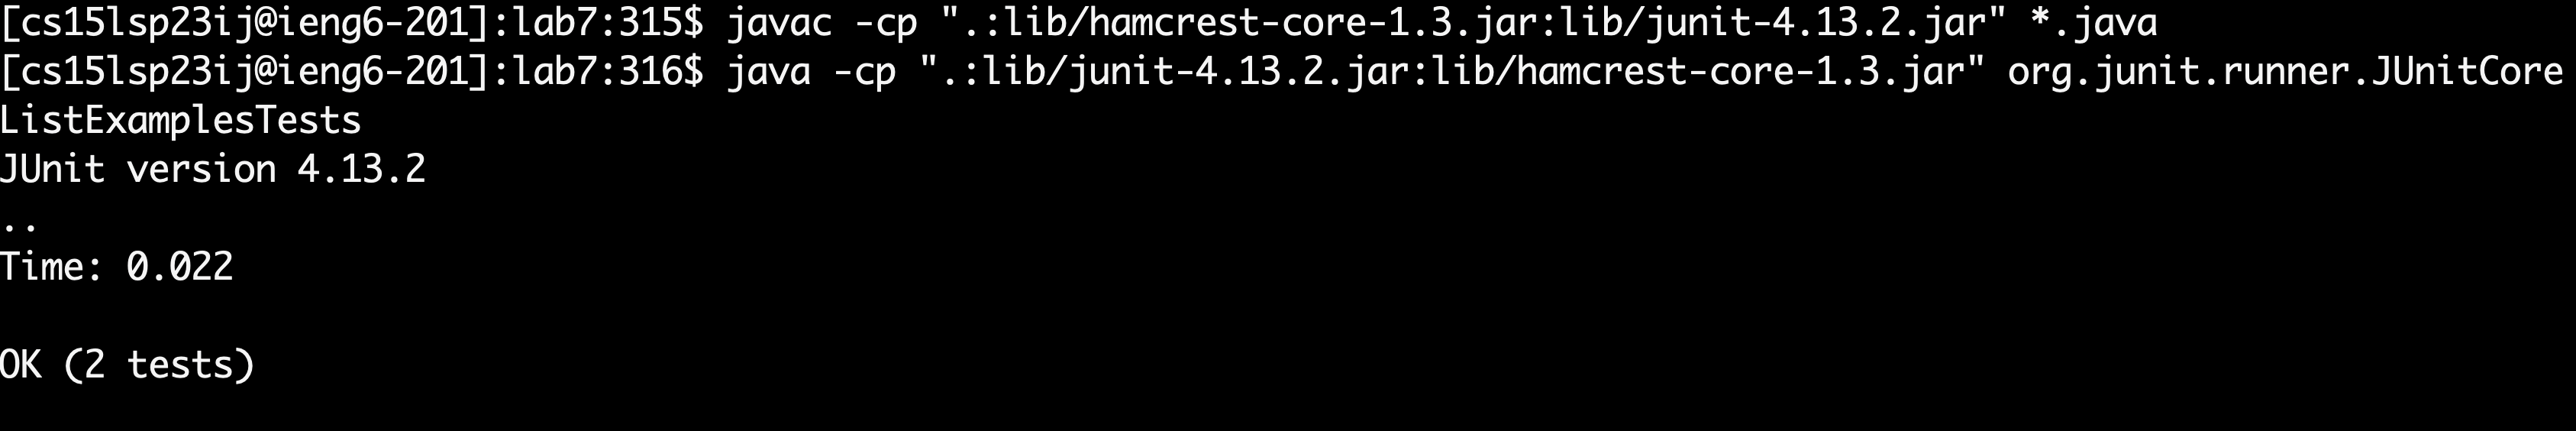 [cs15lsp23ij@ieng6-201]:lab7:315$ javac -cp ".:lib/hamcrest-core-1.3.jar:lib/junit-4.13.2.jar" *.java
[cs15lsp23ij@ieng6-201]:lab7:316$ java -cp ".:lib/junit-4.13.2.jar:lib/hamcrest-core-1.3.jar" org.junit.runner.JUnitCore
ListExamplesTests
JUnit version 4.13.2
..
Time: 0.022
OK (2 tests)